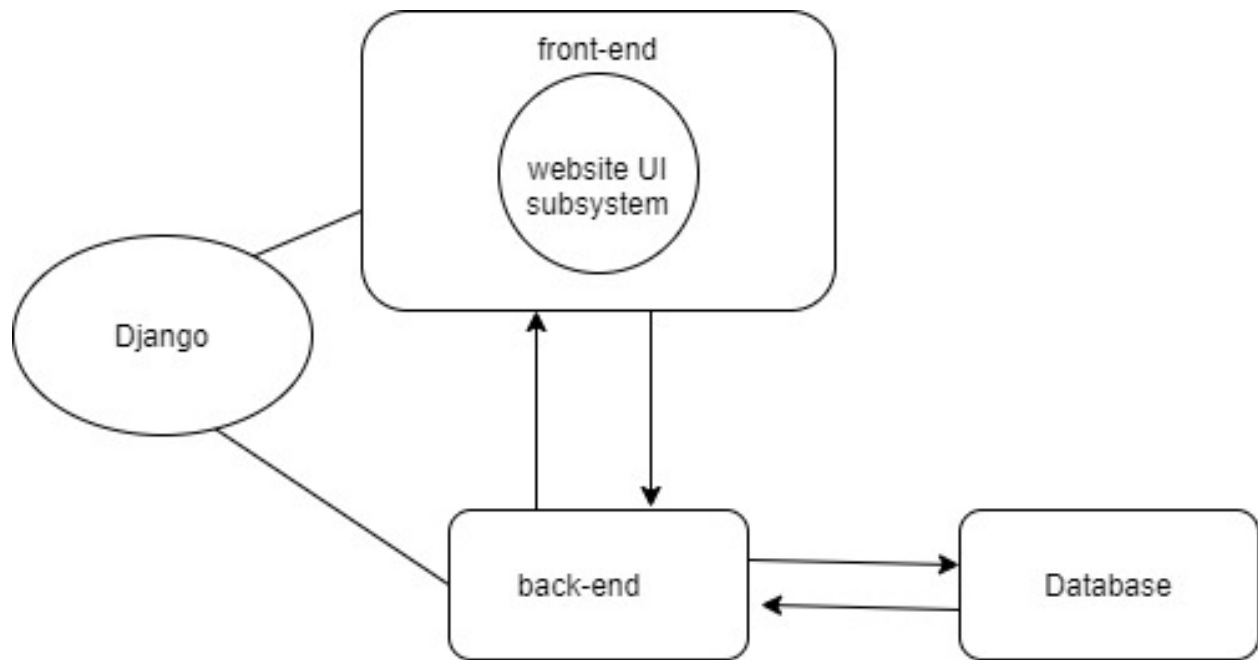 front-end
website UI
subsystem
Django
back-end
Database